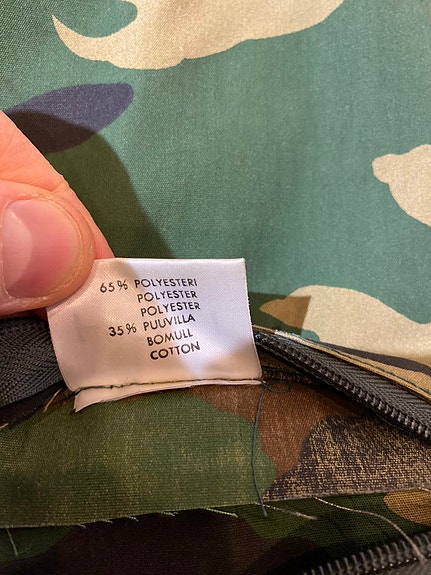 65% POLYESTERI
POLYESTER
POLYESTER
35% PUUVILLA
BOMULL
COTTON